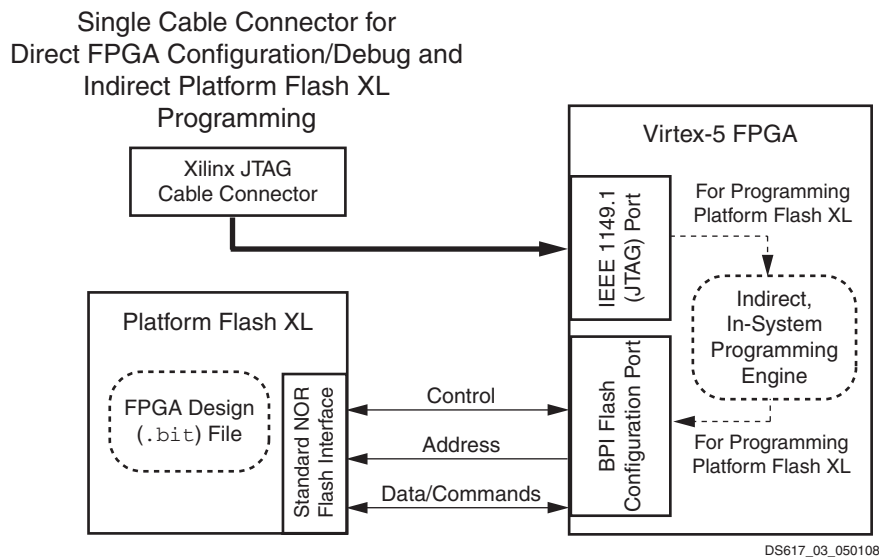 Single Cable Connector for
Direct FPGA Configuration/Debug and
Indirect Platform Flash XL
Programming
Xilinx JTAG
Cable Connector
Virtex-5 FPGA
IEEE 1149.1
(JTAG) Port
For Programming
Platform Flash XL
Indirect,
In-System
Programming
Engine
Platform Flash XL
FPGA Design
(.bit) File
Standard NOR
Flash Interface
Control
Address
Data/Commands
BPI Flash
Configuration Port
For Programming
Platform Flash XL
DS617_03_050108